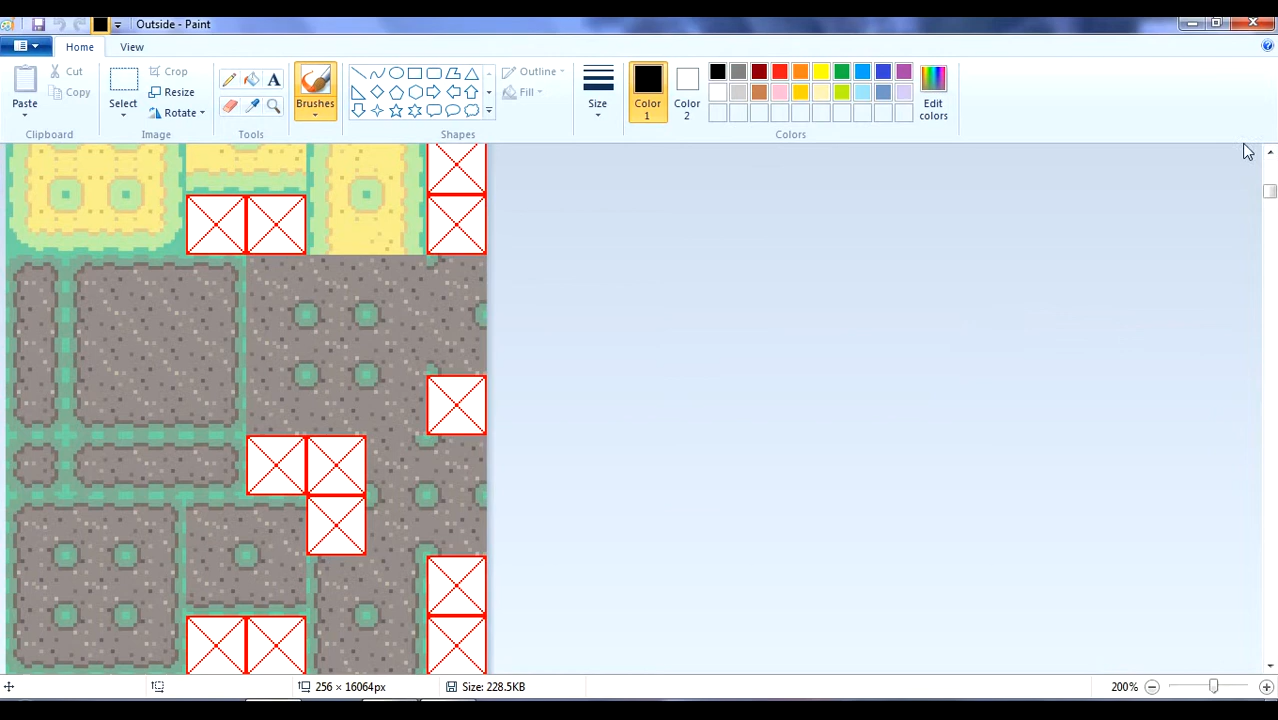 Outside - Paint
Home View
Paste
Cut
Copy
Clipboard
Select
Crop
Resize
Rotate
Image
A
Tools
Brushes
Outline
Fill
Shapes
Size
Color 1
Color 2
Edit colors
Colors
256 × 16064px
Size: 228.5KB
200%